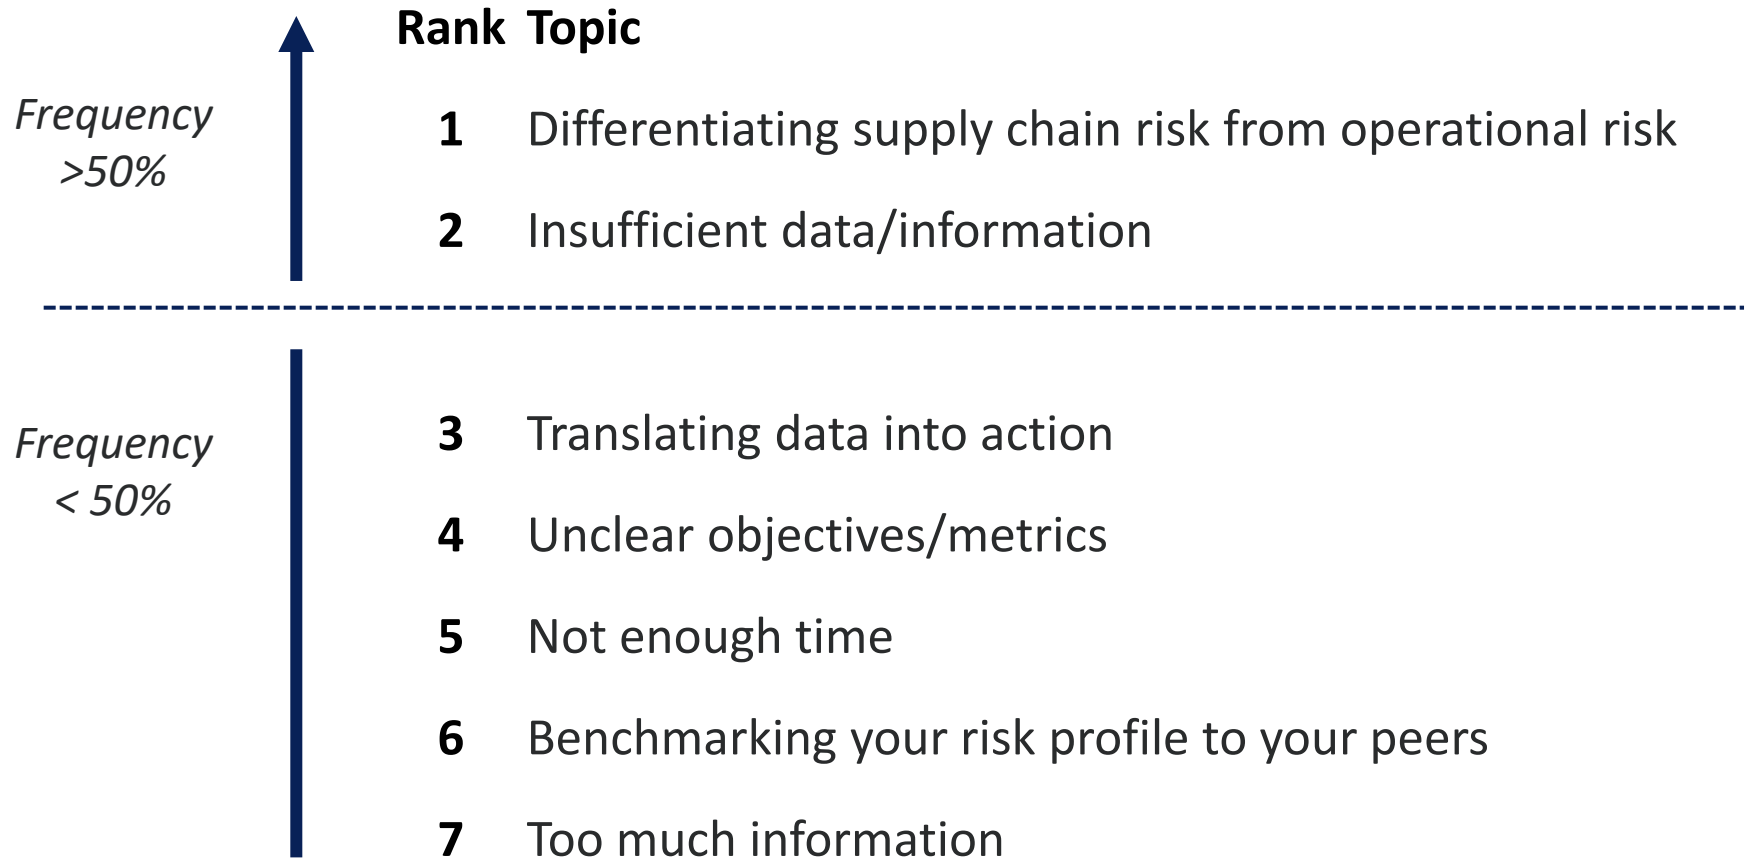 Rank Topic
Frequency
>50%
1 Differentiating supply chain risk from operational risk
2 Insufficient data/information
Frequency
< 50%
3 Translating data into action
4 Unclear objectives/metrics
5 Not enough time
6 Benchmarking your risk profile to your peers
7 Too much information